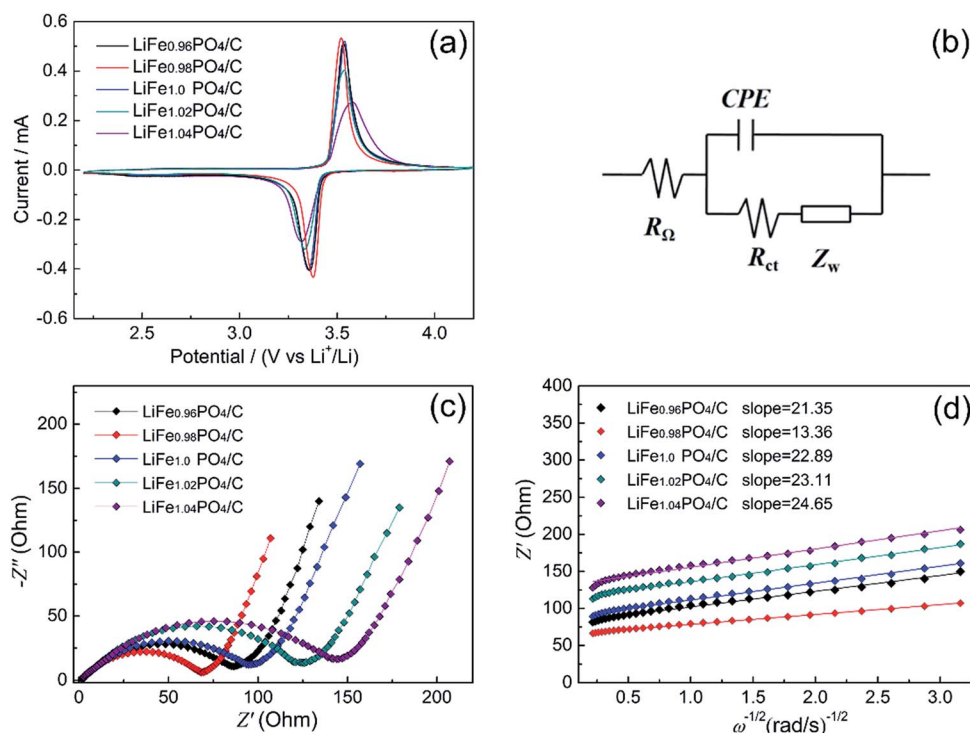 (a)
0.6
0.4
0.2
0.0
-0.2
-0.4
-0.6
Current / mA
LiFe0.96PO4/C
LiFe0.98PO4/C
LiFe1.0 PO4/C
LiFe1.02PO4/C
LiFe1.04PO4/C
2.5 3.0 3.5 4.0
Potential / (V vs Li⁺/Li)
(b)
CPE
RΩ
Rct Zw
(c)
225
150
75
0
-Z″ (Ohm)
LiFe0.96PO4/C
LiFe0.98PO4/C
LiFe1.0 PO4/C
LiFe1.02PO4/C
LiFe1.04PO4/C
0 50 100 150 200
Z′ (Ohm)
(d)
400
350
300
250
200
150
100
50
0
Z′ (Ohm)
LiFe0.96PO4/C slope=21.35
LiFe0.98PO4/C slope=13.36
LiFe1.0 PO4/C slope=22.89
LiFe1.02PO4/C slope=23.11
LiFe1.04PO4/C slope=24.65
0.5 1.0 1.5 2.0 2.5 3.0
ω⁻¹/²(rad/s)⁻¹/²